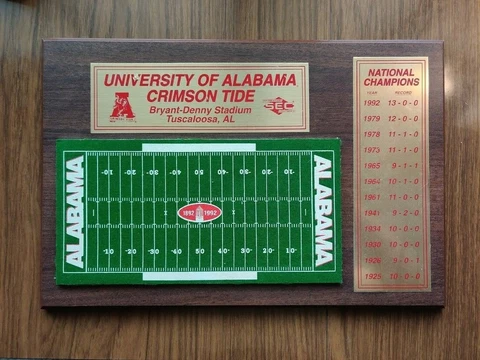 UNIVERSITY OF ALABAMA
CRIMSON TIDE
Bryant-Denny Stadium
Tuscaloosa, AL
SEC
NATIONAL
CHAMPIONS
YEAR RECORD
1992 13 - 0 - 0
1979 12 - 0 - 0
1978 11 - 1 - 0
1973 11 - 1 - 0
1965 9 - 1 - 1
1964 10 - 1 - 0
1961 11 - 0 - 0
1941 9 - 2 - 0
1934 10 - 0 - 0
1930 10 - 0 - 0
1926 9 - 0 - 1
1925 10 - 0 - 0
ALABAMA
10 20 30 40 50 40 30 20 10
1892 1992
10 20 30 40 50 40 30 20 10
ALABAMA